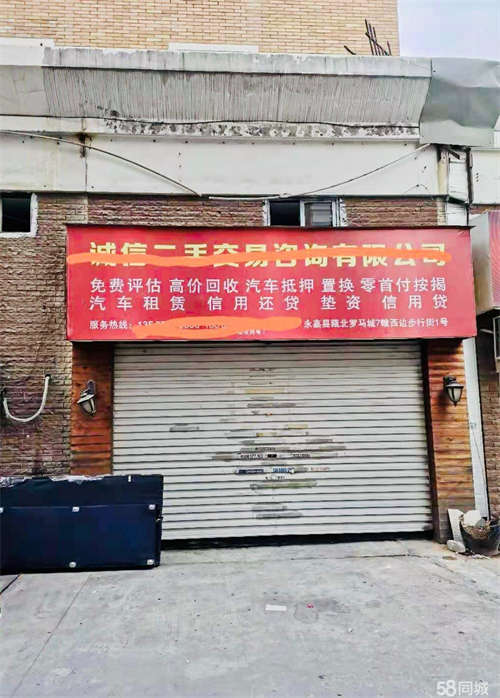 诚信二手交易咨询有限公司
免费评估 高价回收 汽车抵押 置换 零首付按揭
汽车租赁 信用还贷 垫资 信用贷
服务热线: 永嘉县瓯北罗马城7幢西边步行街1号
58同城